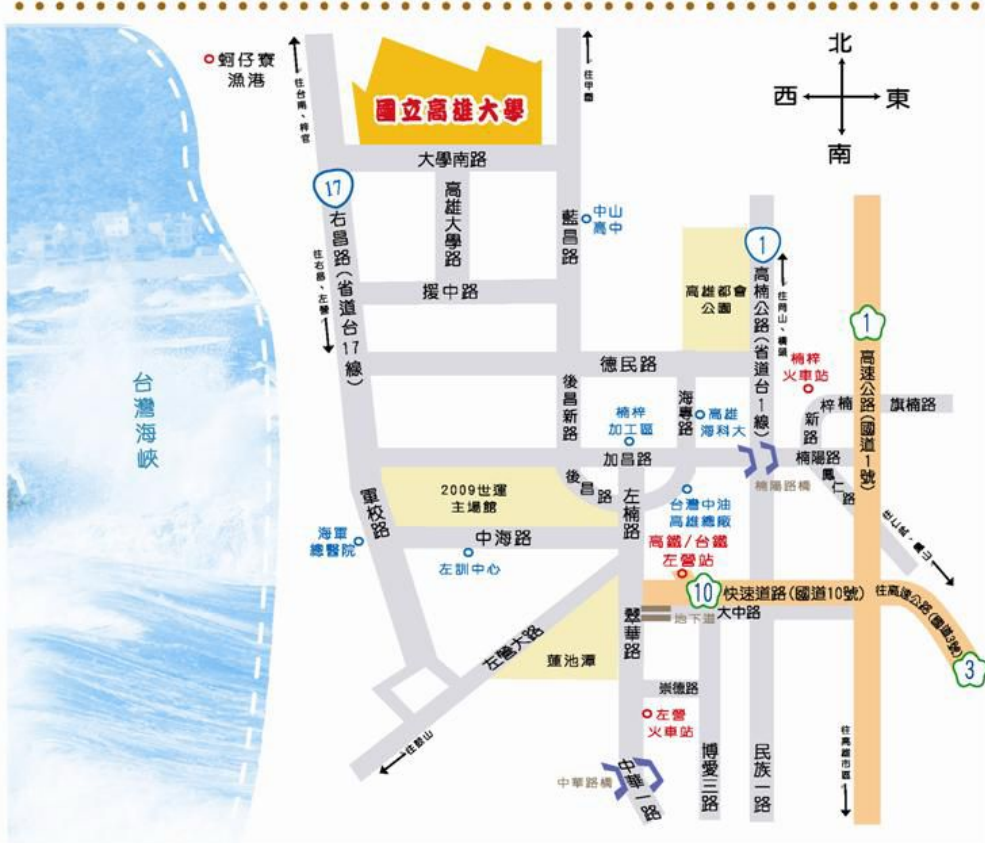 北
西
東
南
蚵仔寮
漁港
往台南、梓官
國立高雄大學
往甲圍
大學南路
17
右昌路(省道台17線)
高雄大學路
藍昌路
中山
高中
1
往右昌、左營
援中路
高雄都會
公園
高楠公路(省道台1線)
往岡山、橋頭
1
高速公路(國道1號)
台灣海峽
德民路
楠梓
火車站
後昌新路
海專路
楠梓
加工區
高雄
海科大
新路
梓楠
旗楠路
加昌路
楠陽路
楠陽路橋
鳳仁路
後昌路
左楠路
軍校路
2009世運
主場館
台灣中油
高雄總廠
往仁武,鳳山
海軍
總醫院
中海路
左訓中心
高鐵/台鐵
左營站
10
快速道路(國道10號)
往高速公路(國道3號)
3
地下道
大中路
翠華路
左營大路
蓮池潭
崇德路
左營
火車站
往鼓山
中華路橋
中華一路
博愛三路
民族一路
往高雄市區